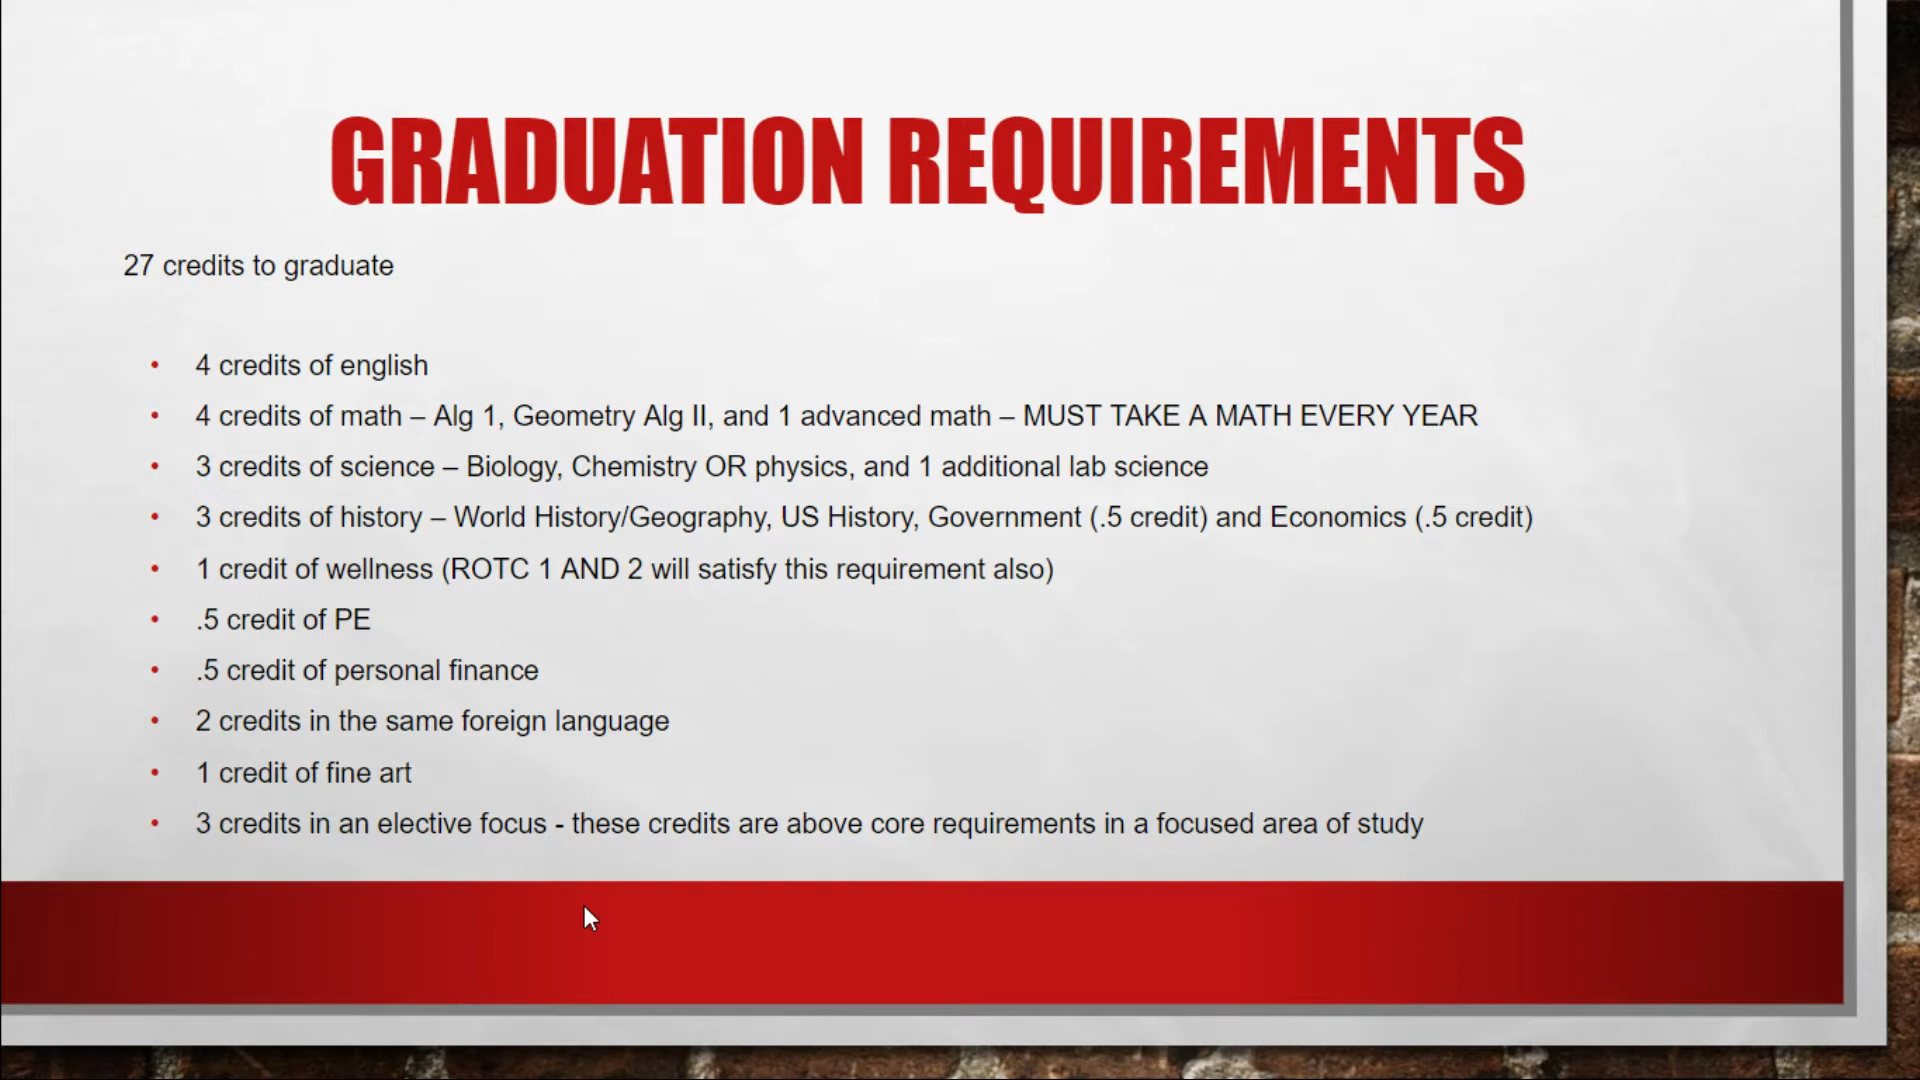 GRADUATION REQUIREMENTS
27 credits to graduate
• 4 credits of english
• 4 credits of math – Alg 1, Geometry Alg II, and 1 advanced math – MUST TAKE A MATH EVERY YEAR
• 3 credits of science – Biology, Chemistry OR physics, and 1 additional lab science
• 3 credits of history – World History/Geography, US History, Government (.5 credit) and Economics (.5 credit)
• 1 credit of wellness (ROTC 1 AND 2 will satisfy this requirement also)
• .5 credit of PE
• .5 credit of personal finance
• 2 credits in the same foreign language
• 1 credit of fine art
• 3 credits in an elective focus - these credits are above core requirements in a focused area of study